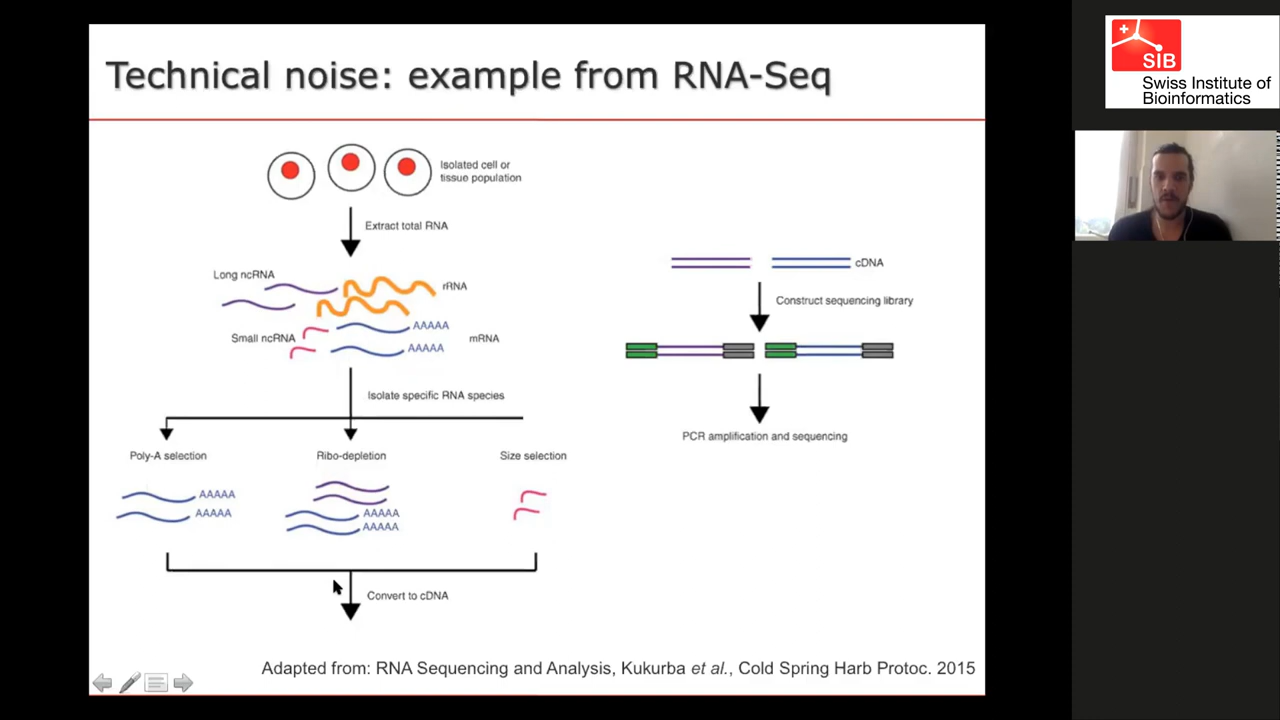 Technical noise: example from RNA-Seq
Isolated cell or
tissue population
Extract total RNA
Long ncRNA
rRNA
AAAAA
Small ncRNA
mRNA
AAAAA
Isolate specific RNA species
Poly-A selection
Ribo-depletion
Size selection
AAAAA
AAAAA
AAAAA
AAAAA
Convert to cDNA
cDNA
Construct sequencing library
PCR amplification and sequencing
Adapted from: RNA Sequencing and Analysis, Kukurba et al., Cold Spring Harb Protoc. 2015
SIB
Swiss Institute of
Bioinformatics